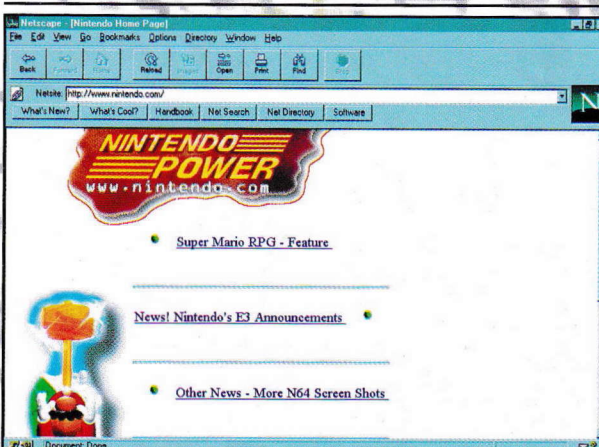 Netscape - [Nintendo Home Page]
File Edit View Go Bookmarks Options Directory Window Help
Back Forward Home Reload Images Open Print Find Stop
Netsite: http://www.nintendo.com/
N
What's New? What's Cool? Handbook Net Search Net Directory Software
NINTENDO
POWER
www.nintendo.com
Super Mario RPG - Feature
News! Nintendo's E3 Announcements
Other News - More N64 Screen Shots
Document: Done